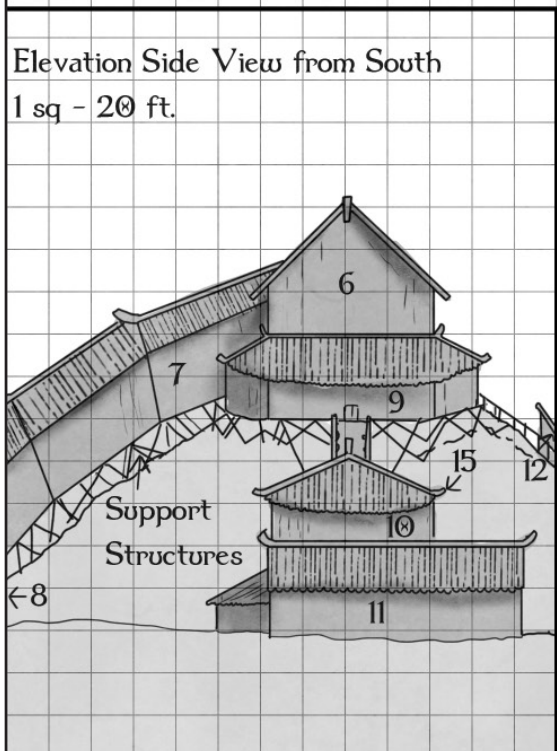 Elevation Side View from South
1 sq - 20 ft.
6
7
9
15
12
Support
10
Structures
←8
11